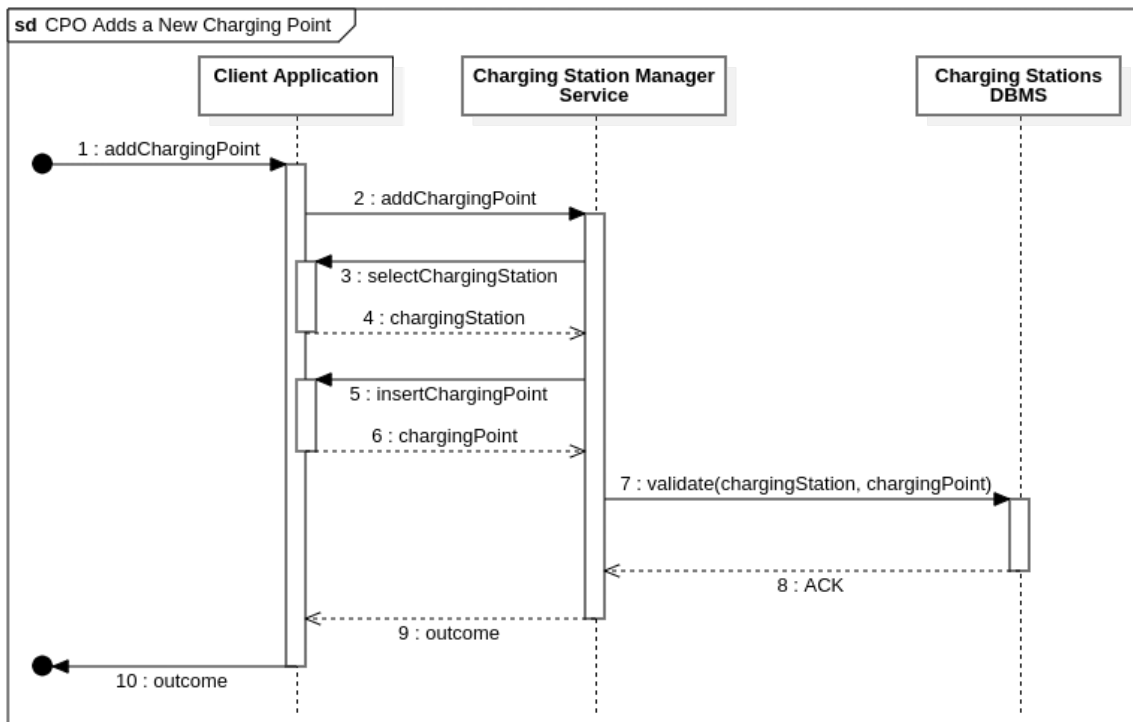 sd CPO Adds a New Charging Point
Client Application
Charging Station Manager
Service
Charging Stations
DBMS
1 : addChargingPoint
2 : addChargingPoint
3 : selectChargingStation
4 : chargingStation
5 : insertChargingPoint
6 : chargingPoint
7 : validate(chargingStation, chargingPoint)
8 : ACK
9 : outcome
10 : outcome